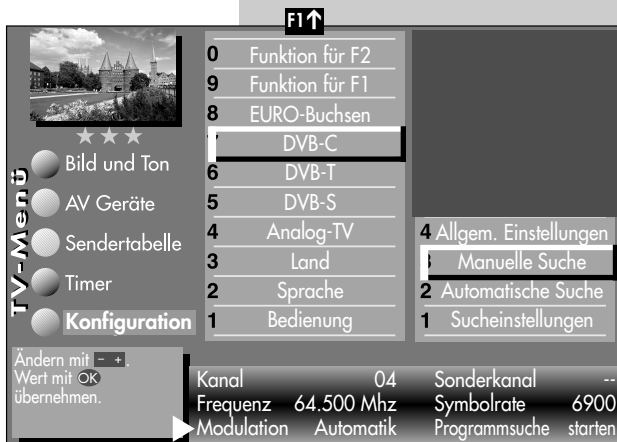 F1↑
TV-Menü
Bild und Ton
AV Geräte
Sendertabelle
Timer
Konfiguration
0 Funktion für F2
9 Funktion für F1
8 EURO-Buchsen
7 DVB-C
6 DVB-T
5 DVB-S
4 Analog-TV
3 Land
2 Sprache
1 Bedienung
4 Allgem. Einstellungen
3 Manuelle Suche
2 Automatische Suche
1 Sucheinstellungen
Ändern mit - + .
Wert mit OK
übernehmen.
Kanal 04
Frequenz 64.500 Mhz
Modulation Automatik
Sonderkanal --
Symbolrate 6900
Programmsuche starten